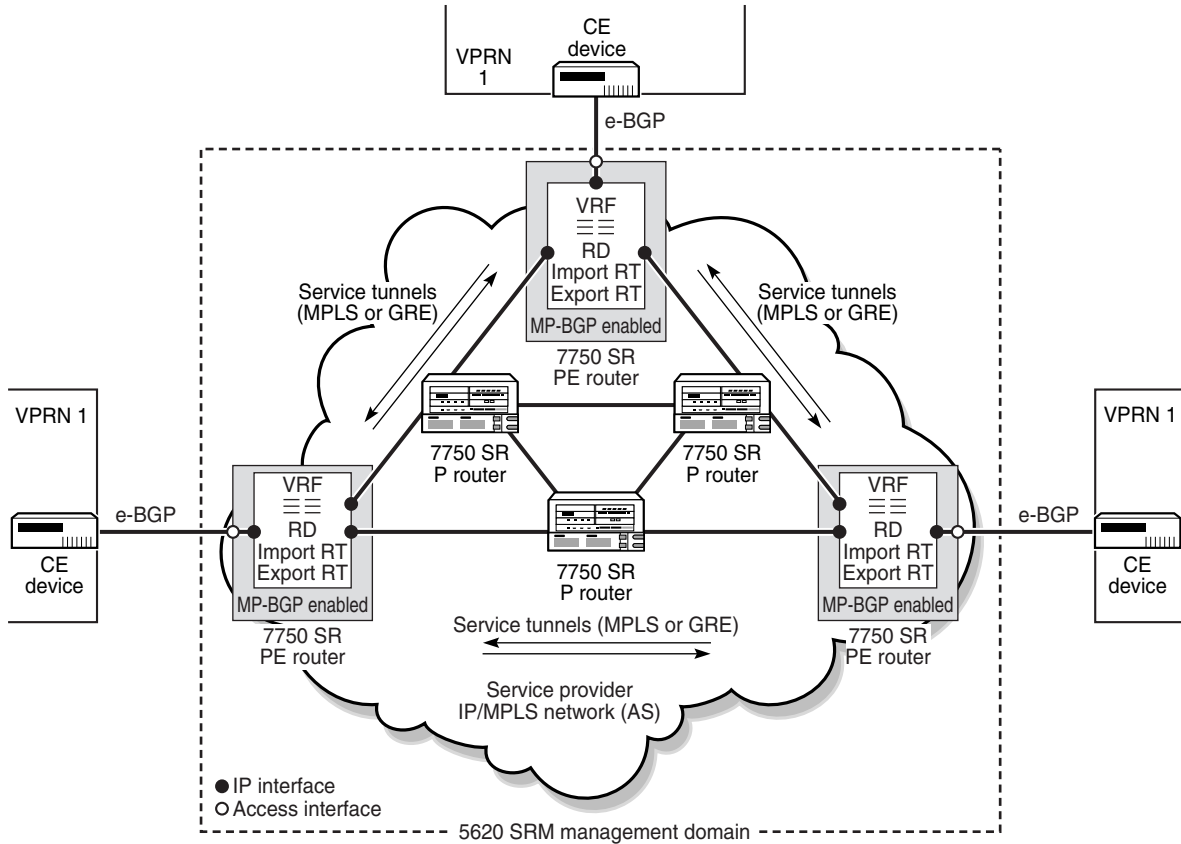 CE
device
VPRN
1
e-BGP
VRF
RD
Import RT
Export RT
MP-BGP enabled
7750 SR
PE router
Service tunnels
(MPLS or GRE)
Service tunnels
(MPLS or GRE)
7750 SR
P router
7750 SR
P router
VPRN 1
CE
device
e-BGP
VRF
RD
Import RT
Export RT
MP-BGP enabled
7750 SR
PE router
7750 SR
P router
VRF
RD
Import RT
Export RT
MP-BGP enabled
7750 SR
PE router
e-BGP
VPRN 1
CE
device
Service tunnels (MPLS or GRE)
Service provider
IP/MPLS network (AS)
IP interface
Access interface
5620 SRM management domain